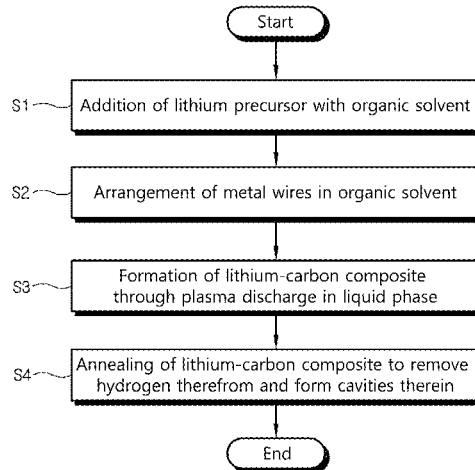 Start
S1
Addition of lithium precursor with organic solvent
S2
Arrangement of metal wires in organic solvent
S3
Formation of lithium-carbon composite
through plasma discharge in liquid phase
S4
Annealing of lithium-carbon composite to remove
hydrogen therefrom and form cavities therein
End